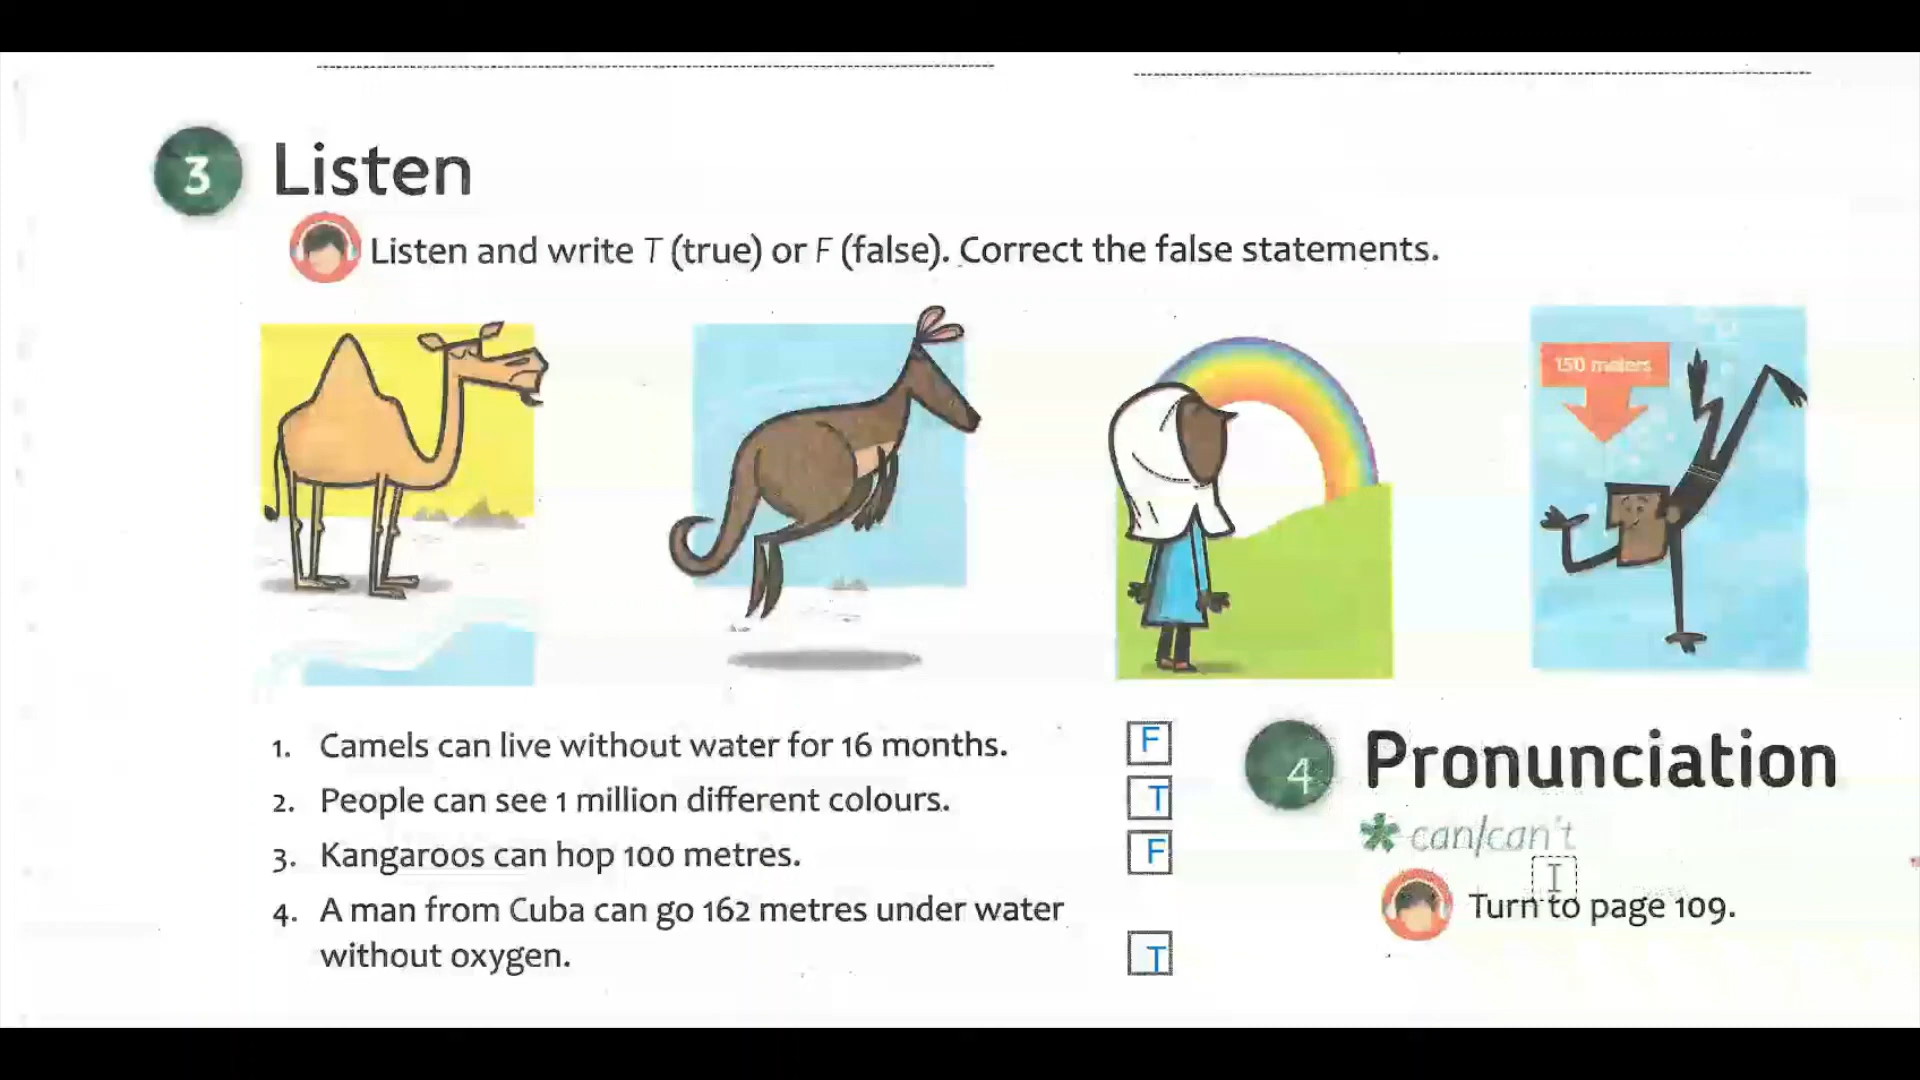 3 Listen
Listen and write T (true) or F (false). Correct the false statements.
150 meters
1. Camels can live without water for 16 months. F
2. People can see 1 million different colours. T
3. Kangaroos can hop 100 metres. F
4. A man from Cuba can go 162 metres under water
without oxygen. T
4 Pronunciation
can/can't
Turn to page 109.